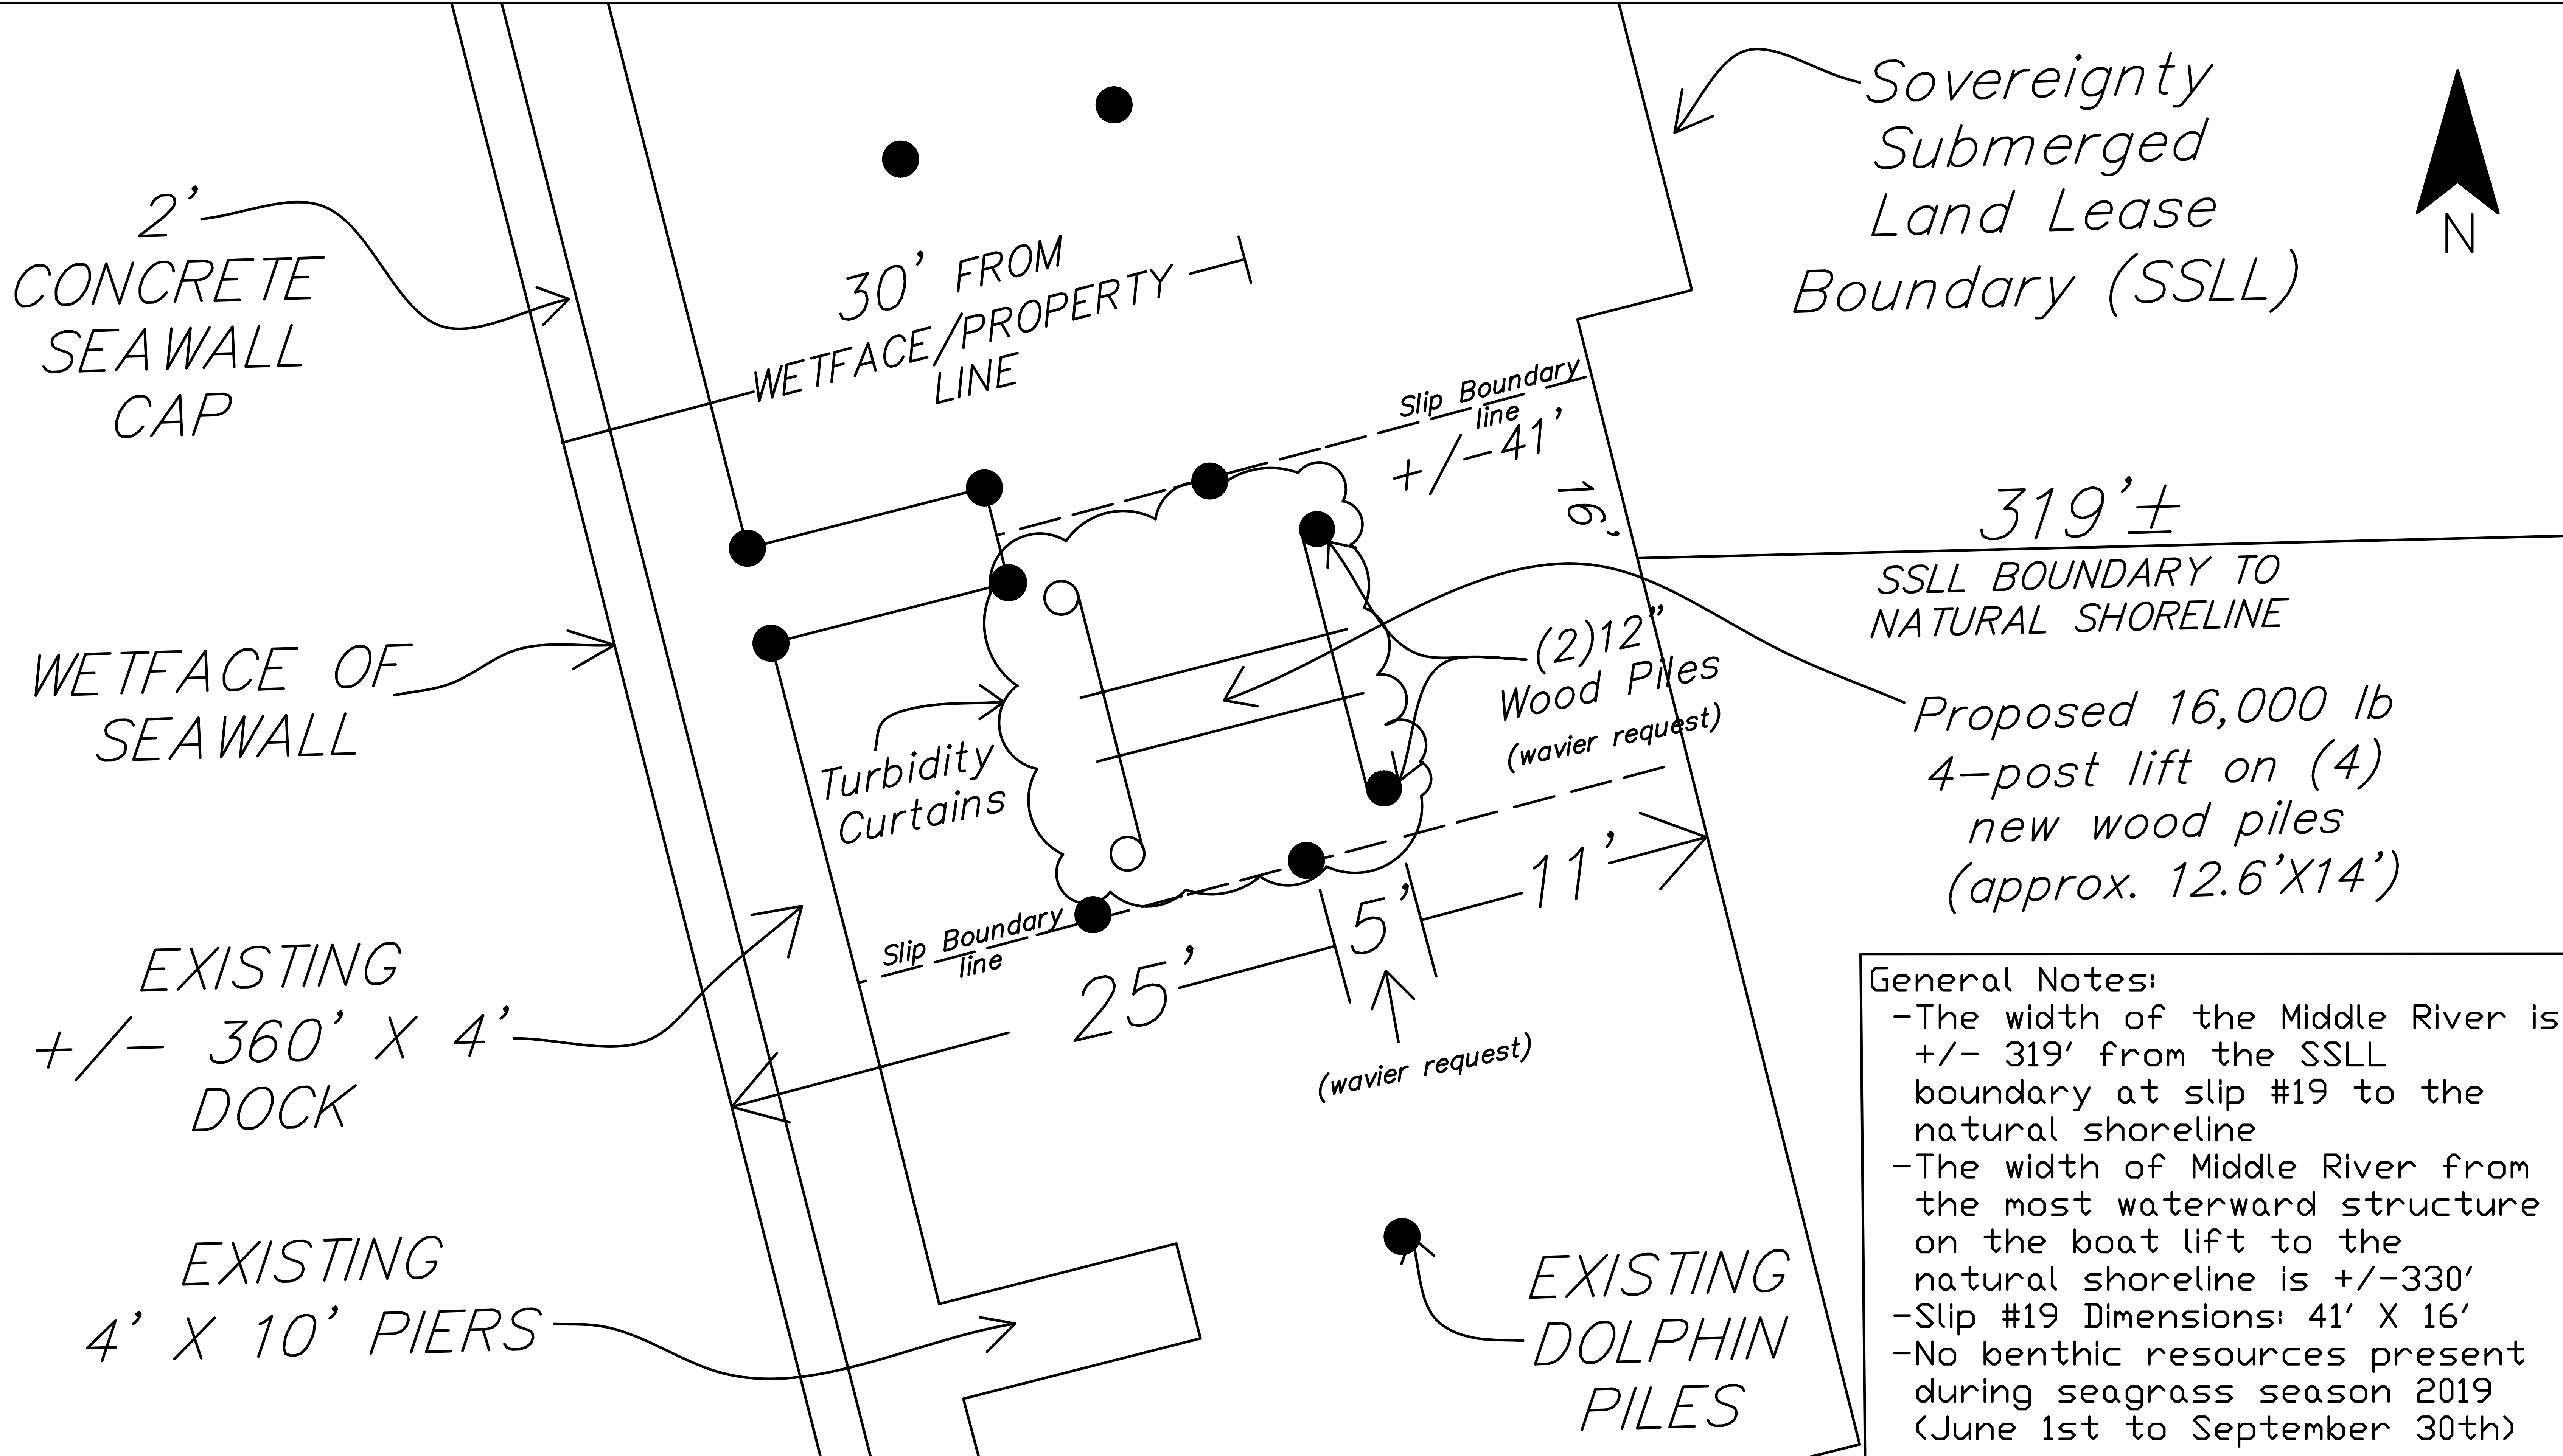 2'
CONCRETE
SEAWALL
CAP
WETFACE OF
SEAWALL
EXISTING
+/- 360' X 4'
DOCK
EXISTING
4' X 10' PIERS
30' FROM
WETFACE/PROPERTY
LINE
Slip Boundary
line
+/-41'
16'
Turbidity
Curtains
(2)12"
Wood Piles
(wavier request)
Slip Boundary
line
25'
5'
11'
(wavier request)
EXISTING
DOLPHIN
PILES
Sovereignty
Submerged
Land Lease
Boundary (SSLL)
N
319'±
SSLL BOUNDARY TO
NATURAL SHORELINE
Proposed 16,000 lb
4-post lift on (4)
new wood piles
(approx. 12.6'X14')
General Notes:
-The width of the Middle River is
+/- 319' from the SSLL
boundary at slip #19 to the
natural shoreline
-The width of Middle River from
the most waterward structure
on the boat lift to the
natural shoreline is +/-330'
-Slip #19 Dimensions: 41' X 16'
-No benthic resources present
during seagrass season 2019
(June 1st to September 30th)